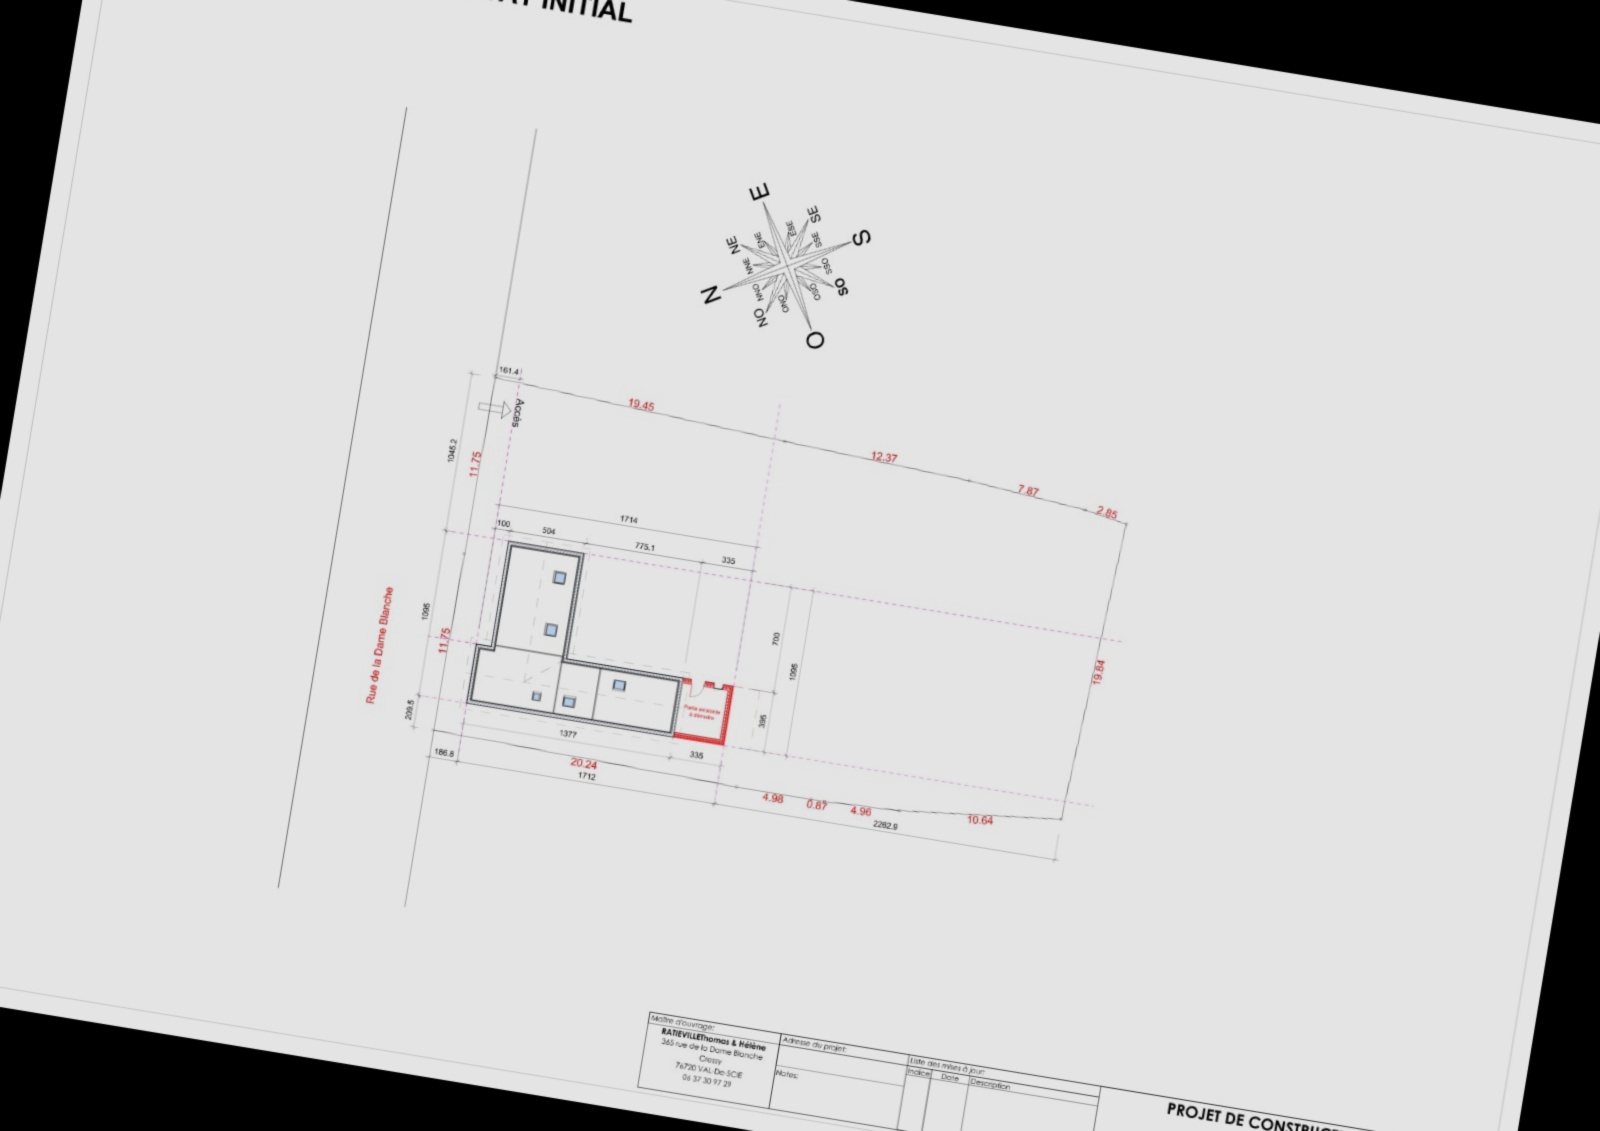 INITIAL
E
SE
ESE
S
SSE
ENE
NE
NNE
SSO
SO
OSO
N
NNO
ONO
NO
O
161.4
Accès
19.45
12.37
7.87
2.85
1045.2
11.75
1714
100
504
775.1
335
Rue de la Dame Blanche
1095
11.75
700
1095
19.84
Partie existante
à démolir
395
209.5
1377
335
186.8
20.24
1712
4.98
0.87
4.96
10.64
2262.9
Maître d'ouvrage:
RATIEVILLEThomas & Hélène
365 rue de la Dame Blanche
Crossy
76720 VAL-De-SCIE
06 37 30 97 29
Adresse du projet:
Notes:
Liste des mises à jour:
Indice
Date
Description
PROJET DE CONSTRUC